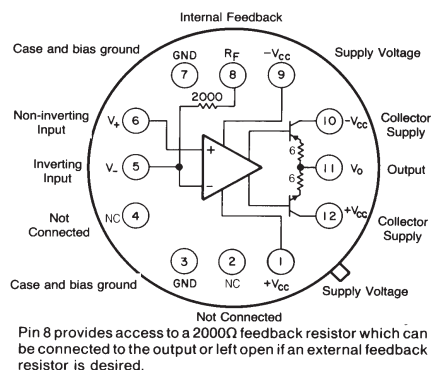 Internal Feedback
Case and bias ground
Supply Voltage
GND
R_F
-Vcc
7
8
9
2000
Non-inverting
Input
V+
6
+
10
-Vcc
Collector
Supply
6
Inverting
Input
V-
5
11
Vo
Output
6
-
Not
Connected
NC
4
12
+Vcc
Collector
Supply
3
2
1
GND
NC
+Vcc
Case and bias ground
Supply Voltage
Not Connected
Pin 8 provides access to a 2000Ω feedback resistor which can
be connected to the output or left open if an external feedback
resistor is desired.